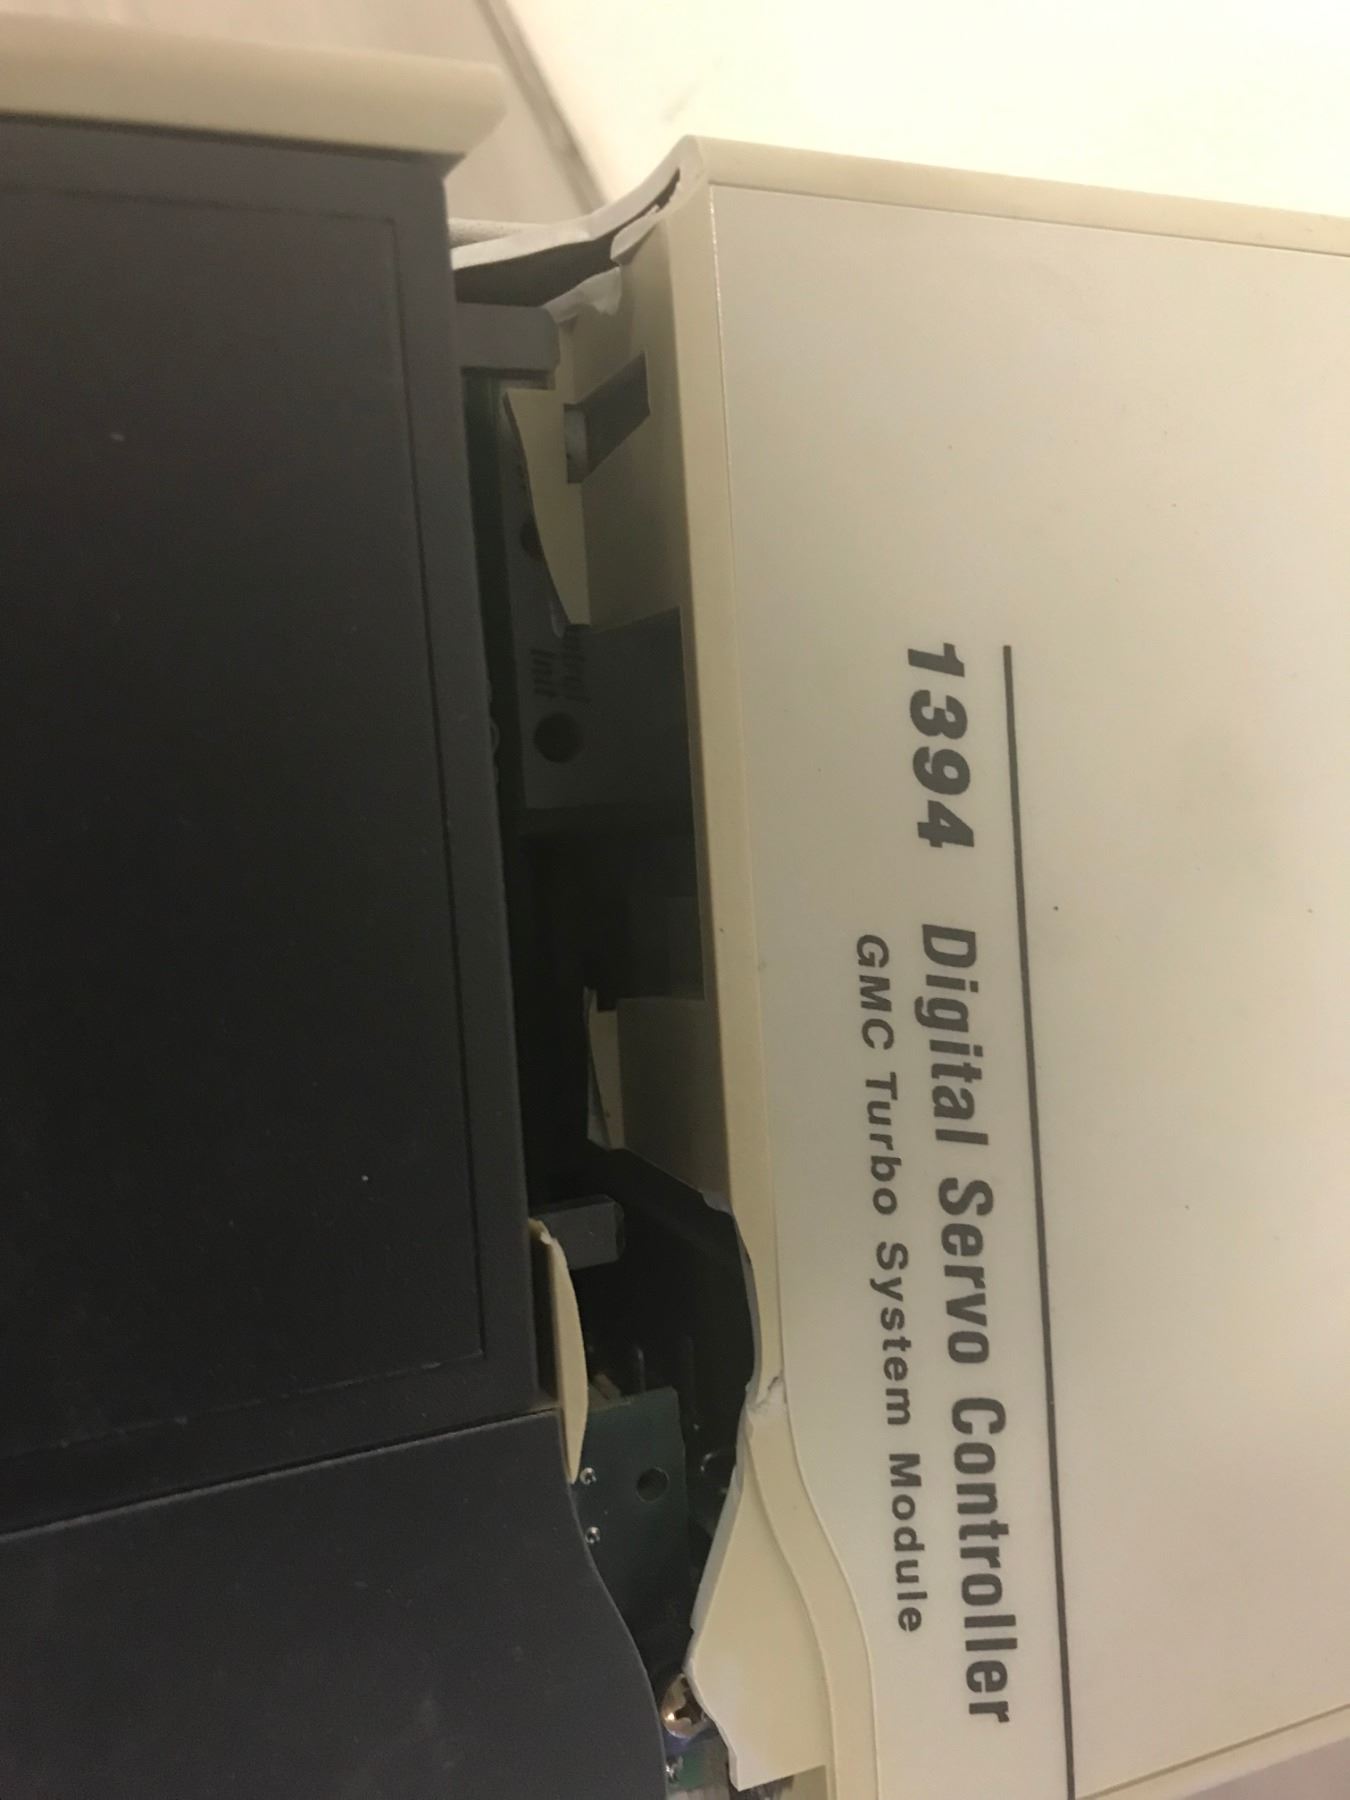 1394 Digital Servo Controller
GMC Turbo System Module